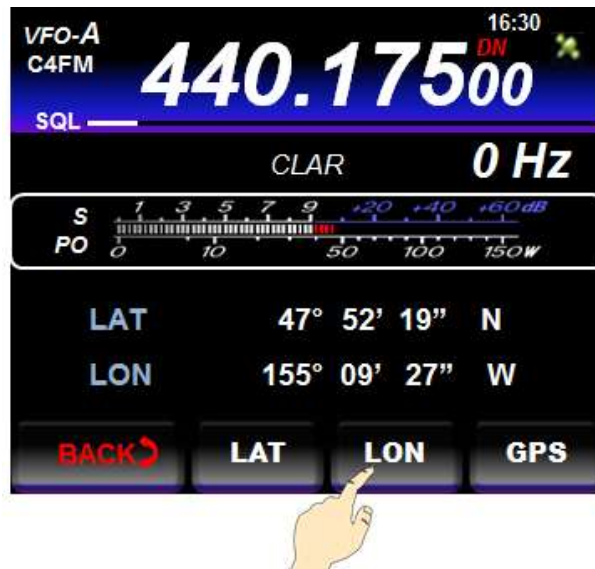 16:30
VFO-A
DN
C4FM
440.17500
SQL
CLAR 0 Hz
S 1 3 5 7 9 +20 +40 +60dB
PO 0 10 50 100 150W
LAT 47° 52’ 19” N
LON 155° 09’ 27” W
BACK LAT LON GPS